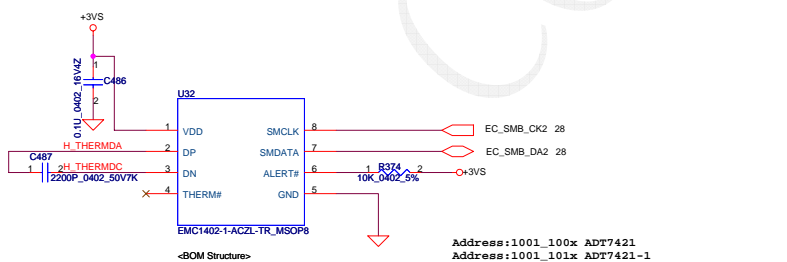 +3VS
1
C486
2
0.1U_0402_16V4Z
U32
1 VDD SMCLK 8 EC_SMB_CK2 28
H_THERMDA 2 DP SMDATA 7 EC_SMB_DA2 28
C487
1 2 H_THERMDC 3 DN ALERT# 6 1 R374 2 +3VS
2200P_0402_50V7K 10K_0402_5%
4 THERM# GND 5
EMC1402-1-ACZL-TR_MSOP8
<BOM Structure>
Address:1001_100x ADT7421
Address:1001_101x ADT7421-1